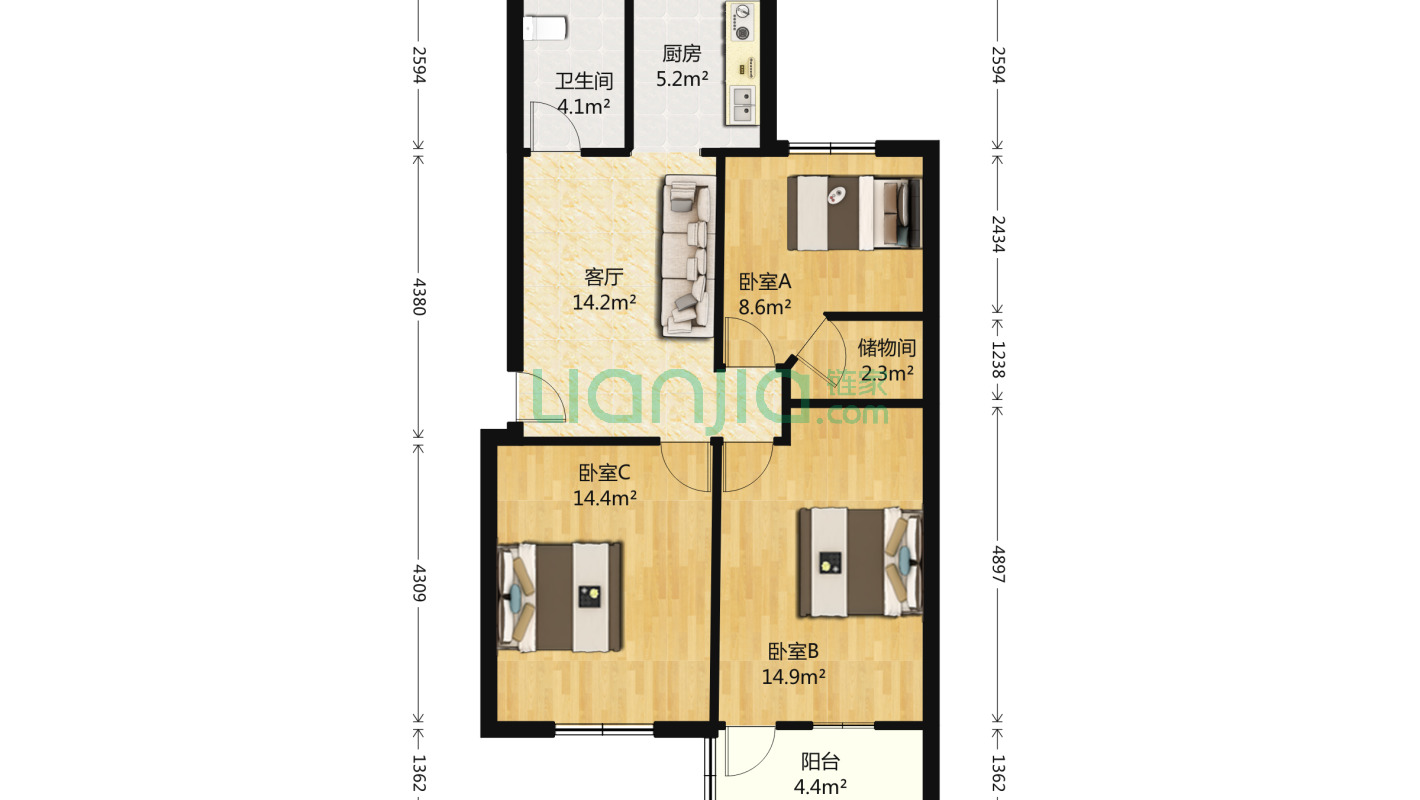 2594
厨房
5.2m²
2594
卫生间
4.1m²
2434
客厅
14.2m²
卧室A
8.6m²
4380
储物间
2.3m²
1238
Lianjia
链家
.com
卧室C
14.4m²
4309
4897
卧室B
14.9m²
阳台
4.4m²
1362
1362